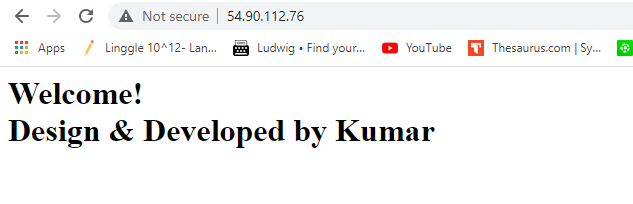 Not secure | 54.90.112.76
Apps Linggle 10^12- Lan... Ludwig • Find your... YouTube Thesaurus.com | Sy...
Welcome!
Design & Developed by Kumar